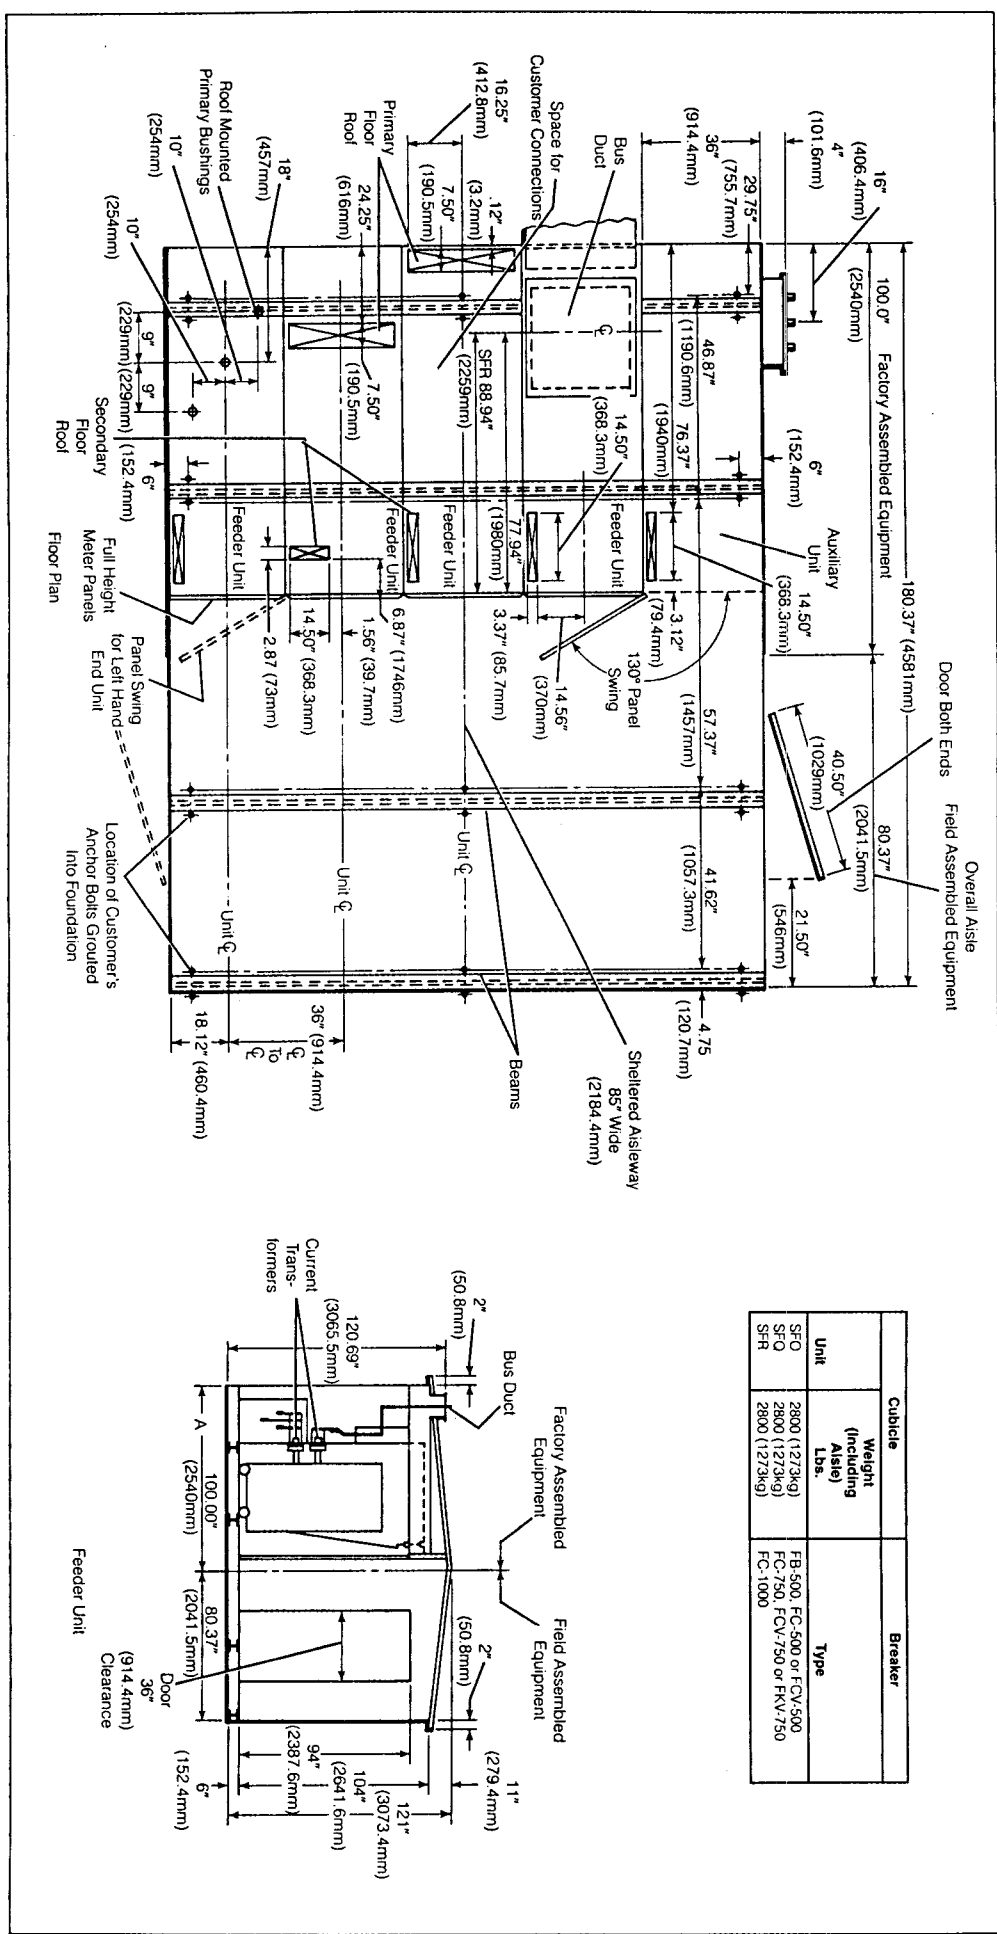 180.37" (4581mm)
100.0"
(2540mm)
Factory Assembled Equipment
80.37"
(2041.5mm)
Overall Aisle
Field Assembled Equipment
16"
(406.4mm)
4"
(101.6mm)
29.75"
(755.7mm)
36"
(914.4mm)
Bus
Duct
Space for
Customer Connections
.12"
(3.2mm)
7.50"
(190.5mm)
16.25"
(412.8mm)
Primary
Floor
Roof
24.25"
(616mm)
18"
(457mm)
Roof Mounted
Primary Bushings
10"
(254mm)
10"
(254mm)
9"
(229mm)
9"
(229mm)
6"
(152.4mm)
7.50"
(190.5mm)
Secondary
Floor
Roof
46.87"
(1190.6mm)
76.37"
(1940mm)
6"
(152.4mm)
14.50"
(368.3mm)
SFR 88.94"
(2259mm)
77.94"
(1980mm)
Auxiliary
Unit
14.50"
(368.3mm)
Feeder Unit
Feeder Unit
Feeder Unit
Feeder Unit
3.12"
(79.4mm)
130° Panel
Swing
14.56"
(370mm)
3.37" (85.7mm)
6.87" (1746mm)
1.56" (39.7mm)
14.50" (368.3mm)
2.87 (73mm)
Full Height
Meter Panels
Floor Plan
Panel Swing
for Left Hand
End Unit
Door Both Ends
40.50"
(1029mm)
21.50"
(546mm)
57.37"
(1457mm)
41.62"
(1057.3mm)
4.75
(120.7mm)
Unit ℄
Unit ℄
Unit ℄
Location of Customer's
Anchor Bolts Grouted
Into Foundation
Sheltered Aisleway
85" Wide
(2184.4mm)
Beams
36" (914.4mm)
℄ To
℄
18.12" (460.4mm)
Cubicle
Breaker
Unit
Weight
(Including
Aisle)
Lbs.
Type
SFO 2800 (1273kg) FB-500, FC-500 or FCV-500
SFQ 2800 (1273kg) FC-750, FCV-750 or FKV-750
SFR 2800 (1273kg) FC-1000
2"
(50.8mm)
Bus Duct
Factory Assembled
Equipment
Field Assembled
Equipment
2"
(50.8mm)
11"
(279.4mm)
120.69"
(3065.5mm)
Current
Trans-
formers
A
100.00"
(2540mm)
80.37"
(2041.5mm)
Door
36"
(914.4mm)
Clearance
121"
(3073.4mm)
104"
(2641.6mm)
94"
(2387.6mm)
6"
(152.4mm)
Feeder Unit